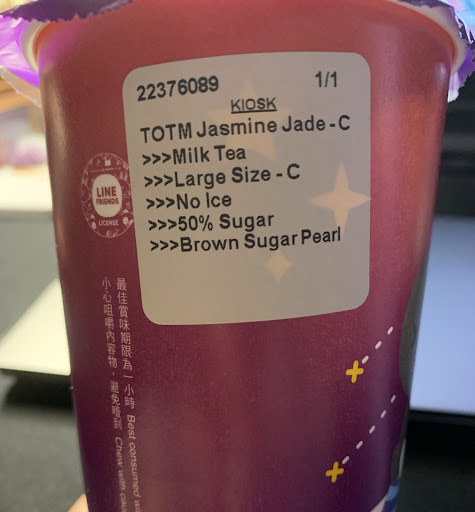 22376089 1/1
KIOSK
TOTM Jasmine Jade - C
>>>Milk Tea
>>>Large Size - C
>>>No Ice
>>>50% Sugar
>>>Brown Sugar Pearl
LINE
FRIENDS
LICENSE
最佳賞味期限為一小時 Best consumed
小心咀嚼內容物，避免噎到 Chew with